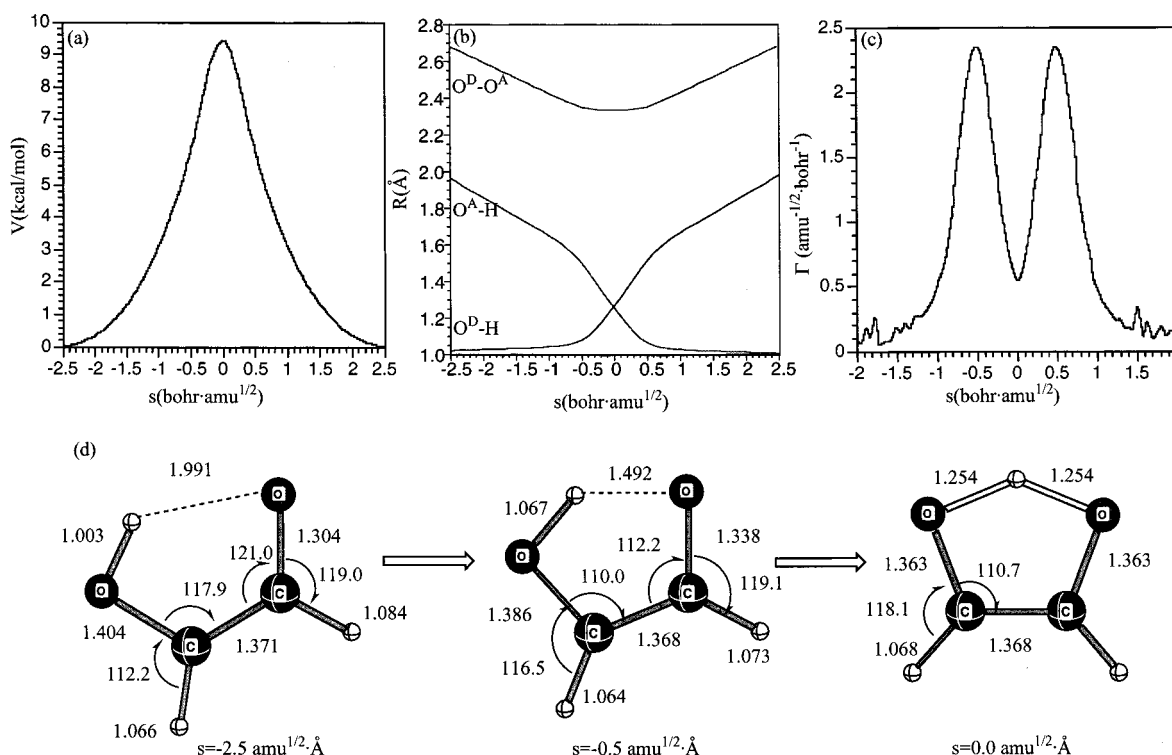 (a)
V(kcal/mol)
10
9
8
7
6
5
4
3
2
1
0
-2.5 -2 -1.5 -1 -0.5 0 0.5 1 1.5 2 2.5
s(bohr·amu1/2)
(b)
R(Å)
2.8
2.6
2.4
2.2
2.0
1.8
1.6
1.4
1.2
1.0
OD-OA
OA-H
OD-H
-2.5 -2 -1.5 -1 -0.5 0 0.5 1 1.5 2 2.5
s(bohr·amu1/2)
(c)
Γ (amu-1/2·bohr-1)
2.5
2
1.5
1
0.5
0
-2 -1.5 -1 -0.5 0 0.5 1 1.5
s(bohr·amu1/2)
(d)
1.991
1.003
O
O
1.304
121.0
119.0
117.9
C
1.084
1.404
C
1.371
112.2
1.066
s=-2.5 amu1/2·Å
1.492
1.067
O
O
1.338
112.2
110.0
119.1
C
1.386
C
1.368
1.073
116.5
1.064
s=-0.5 amu1/2·Å
1.254 1.254
O O
1.363 1.363
110.7
118.1
C C
1.068
1.368
s=0.0 amu1/2·Å